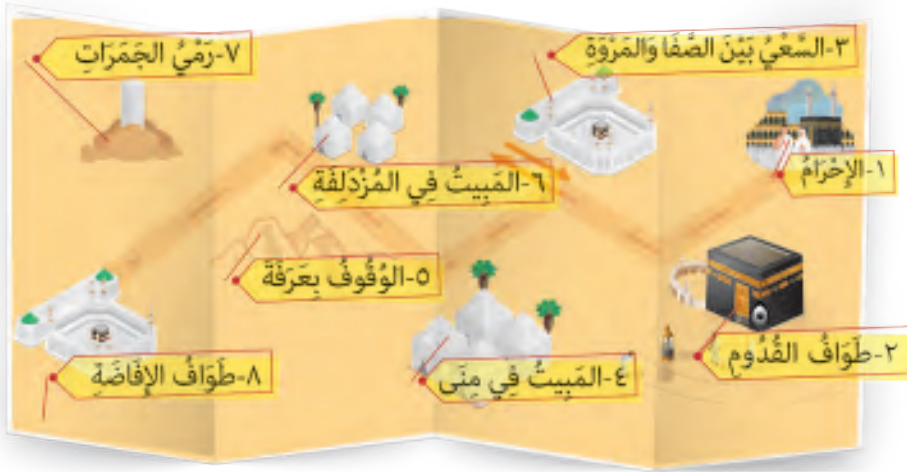 ١-الإِحْرَامُ
٢-طَوَافُ القُدُومِ
٣-السَّعْيُ بَيْنَ الصَّفَا وَالمَرْوَةِ
٤-المَبِيتُ فِي مِنَى
٥-الوُقُوفُ بِعَرَفَةَ
٦-المَبِيتُ فِي المُزْدَلِفَةِ
٧-رَمْيُ الجَمَرَاتِ
٨-طَوَافُ الإِفَاضَةِ